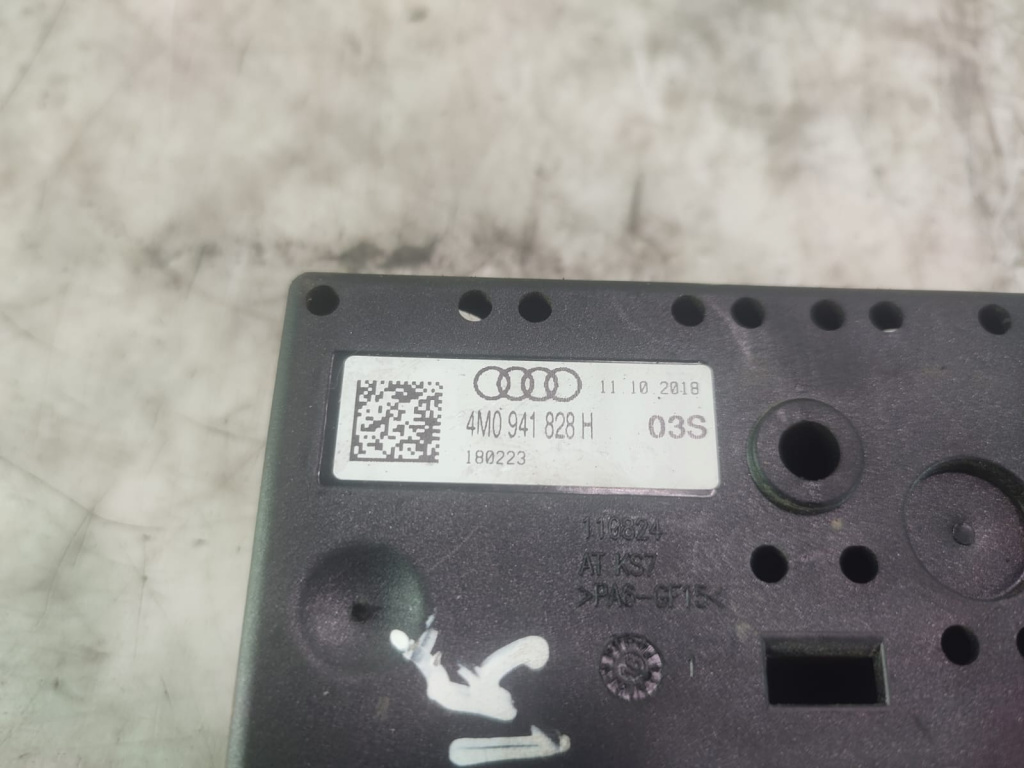 11.10.2018
4M0 941 828 H
03S
180223
119824
AT KS7
>PA6-GF15<